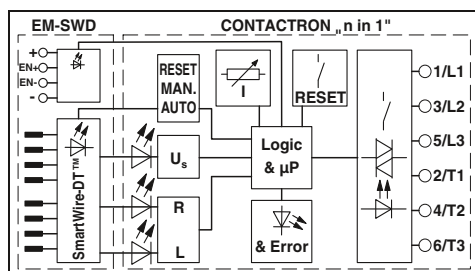 EM-SWD
CONTACTRON „n in 1"
+
EN+
EN-
-
SmartWire-DT™
RESET
MAN.
AUTO
I
RESET
Us
R
L
Logic
& µP
& Error
1/L1
3/L2
5/L3
2/T1
4/T2
6/T3